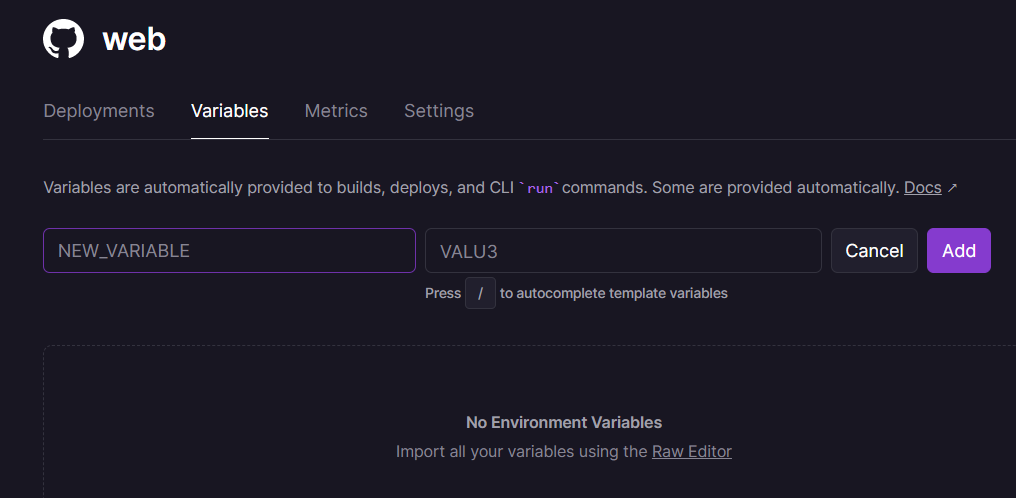 web
Deployments Variables Metrics Settings
Variables are automatically provided to builds, deploys, and CLI `run` commands. Some are provided automatically. Docs ↗
NEW_VARIABLE VALU3 Cancel Add
Press / to autocomplete template variables
No Environment Variables
Import all your variables using the Raw Editor